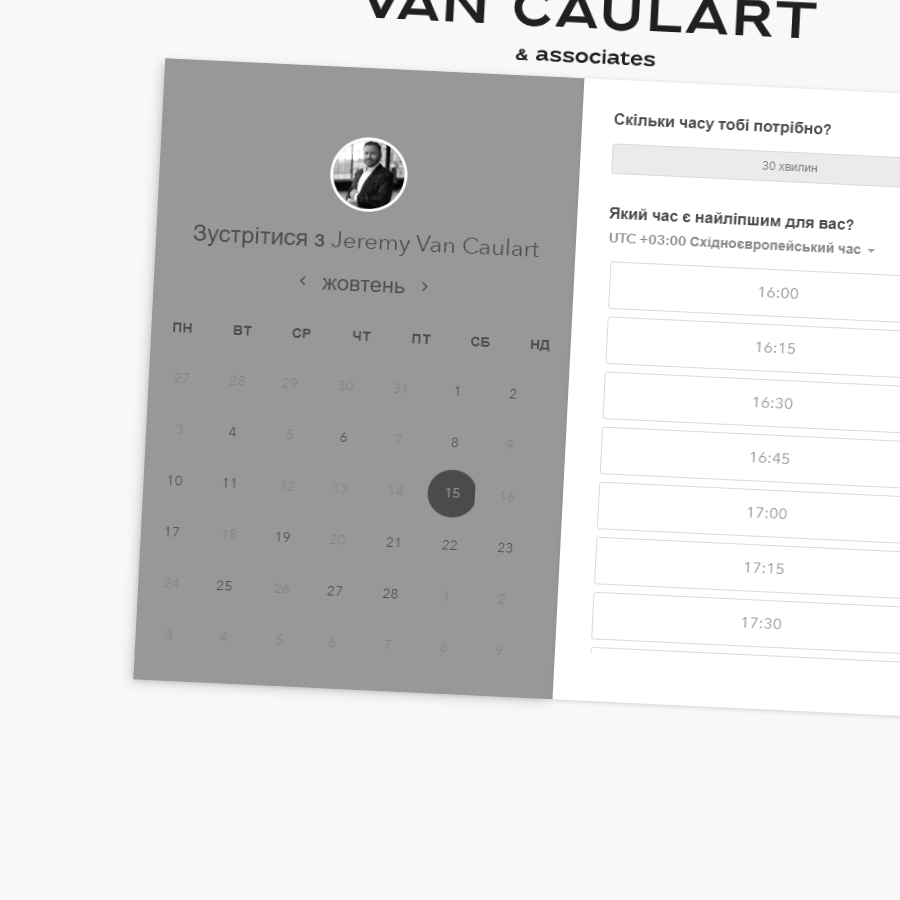 VAN CAULART
& associates
Зустрітися з Jeremy Van Caulart
жовтень
ПН ВТ СР ЧТ ПТ СБ НД
27 28 29 30 31 1 2
3 4 5 6 7 8 9
10 11 12 13 14 15 16
17 18 19 20 21 22 23
24 25 26 27 28 1 2
3 4 5 6 7 8 9
Скільки часу тобі потрібно?
30 хвилин
Який час є найліпшим для вас?
UTC +03:00 Східноєвропейський час
16:00
16:15
16:30
16:45
17:00
17:15
17:30